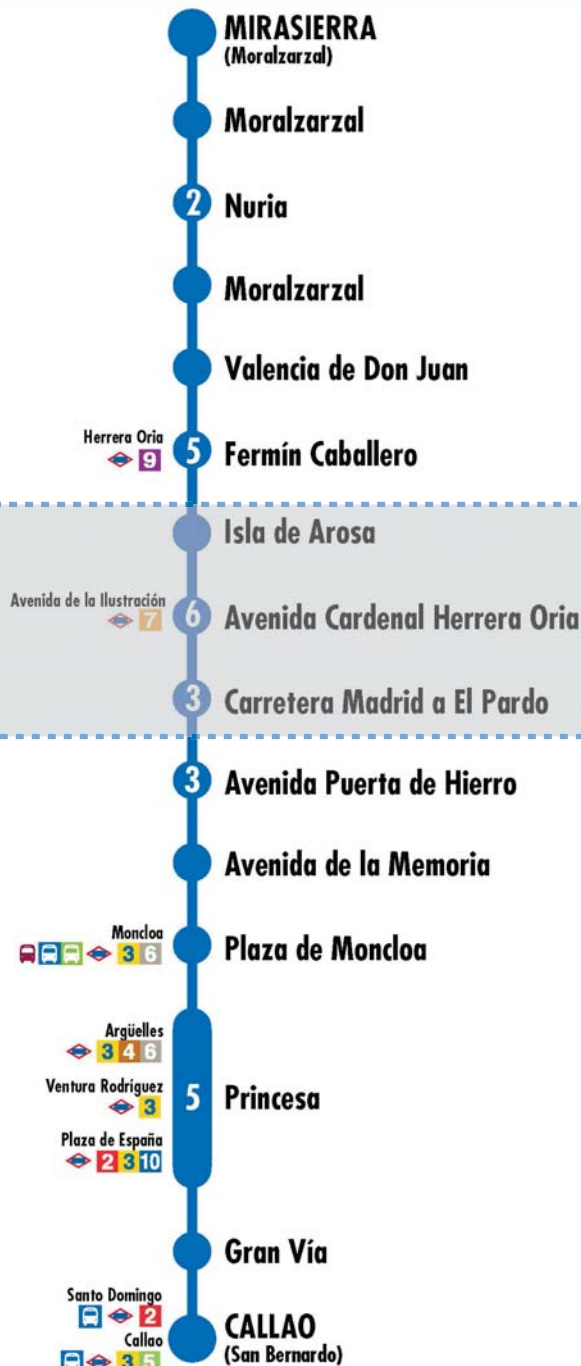 MIRASIERRA
(Moralzarzal)
Moralzarzal
2 Nuria
Moralzarzal
Valencia de Don Juan
Herrera Oria
9
5 Fermín Caballero
Isla de Arosa
Avenida de la Ilustración
7
6 Avenida Cardenal Herrera Oria
3 Carretera Madrid a El Pardo
3 Avenida Puerta de Hierro
Avenida de la Memoria
Moncloa
3 6
Plaza de Moncloa
Argüelles
3 4 6
Ventura Rodríguez
3
Plaza de España
2 3 10
5 Princesa
Gran Vía
Santo Domingo
2
Callao
3 5
CALLAO
(San Bernardo)